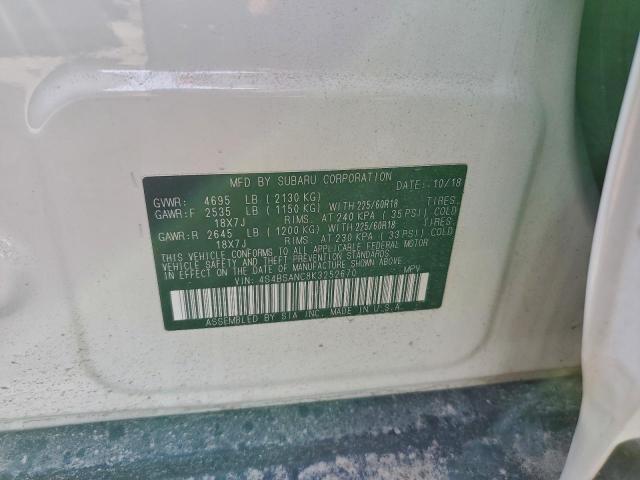 MFD BY SUBARU CORPORATION DATE: 10/18
GVWR: 4695 LB ( 2130 KG)
GAWR:F 2535 LB ( 1150 KG) WITH 225/60R18 TIRES,
18X7J RIMS, AT 240 KPA ( 35 PSI) COLD
GAWR:R 2645 LB ( 1200 KG) WITH 225/60R18 TIRES,
18X7J RIMS, AT 230 KPA ( 33 PSI) COLD
THIS VEHICLE CONFORMS TO ALL APPLICABLE FEDERAL MOTOR
VEHICLE SAFETY AND BUMPER STANDARDS
IN EFFECT ON THE DATE OF MANUFACTURE SHOWN ABOVE.
VIN: 4S4BSANC8K3252670 MPV
ASSEMBLED BY SIA INC. MADE IN U.S.A.